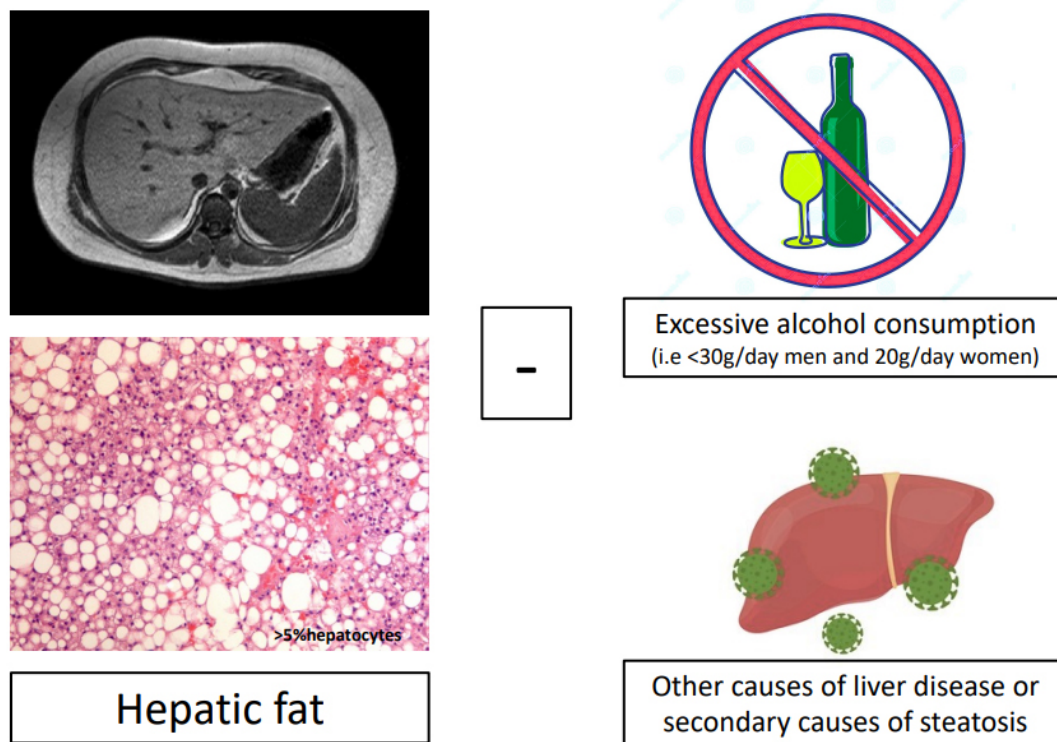 -
Excessive alcohol consumption
(i.e <30g/day men and 20g/day women)
>5%hepatocytes
Hepatic fat
Other causes of liver disease or
secondary causes of steatosis